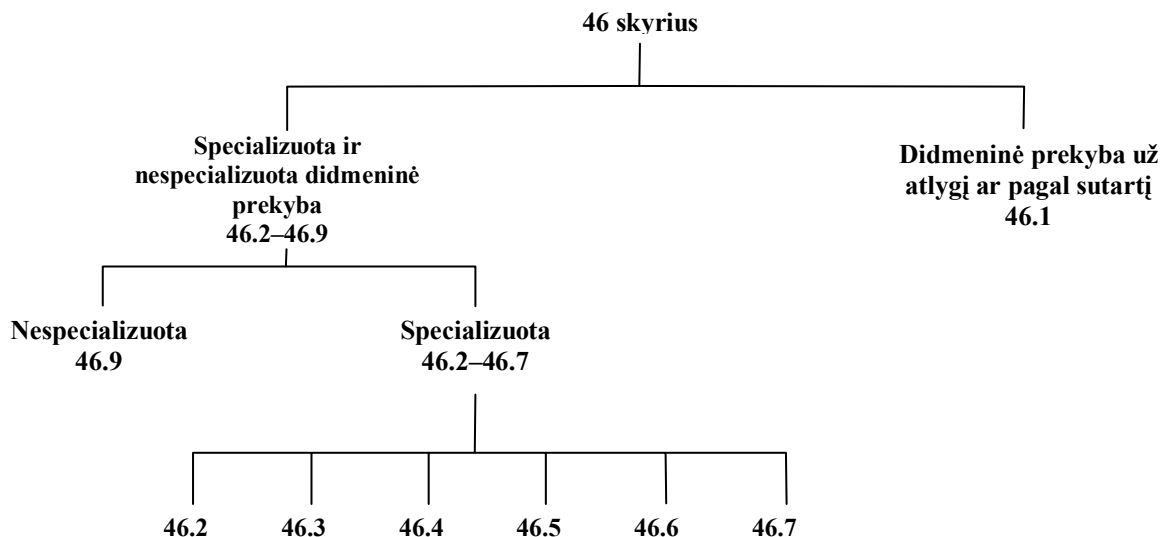 46 skyrius
Specializuota ir
nespecializuota didmeninė
prekyba
46.2–46.9
Didmeninė prekyba už
atlygį ar pagal sutartį
46.1
Nespecializuota
46.9
Specializuota
46.2–46.7
46.2 46.3 46.4 46.5 46.6 46.7